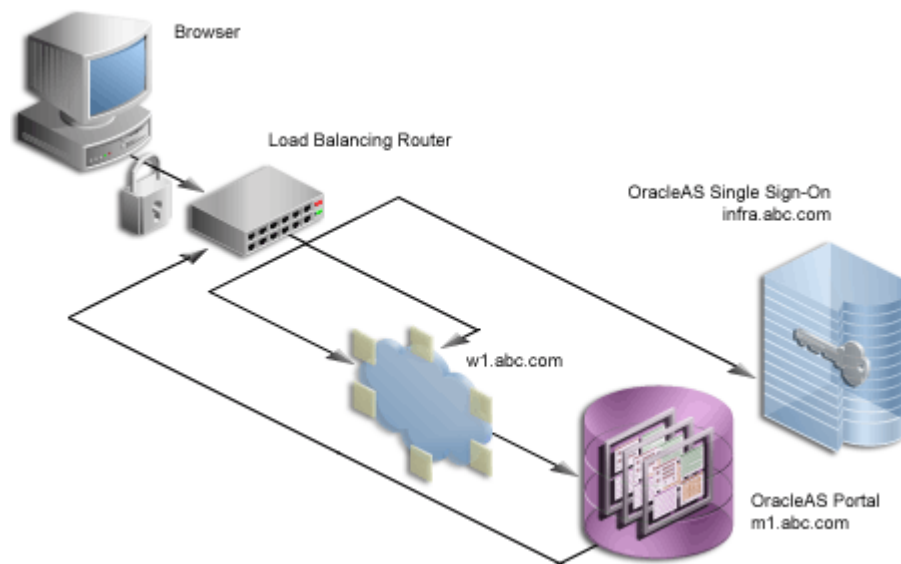 Browser
Load Balancing Router
OracleAS Single Sign-On
infra.abc.com
w1.abc.com
OracleAS Portal
m1.abc.com